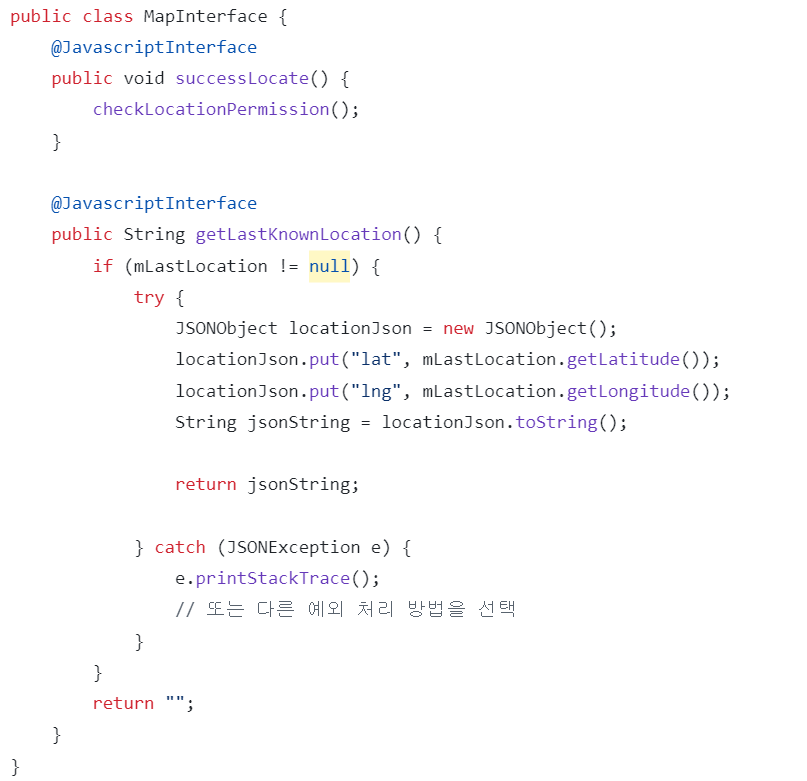 public class MapInterface {
    @JavascriptInterface
    public void successLocate() {
        checkLocationPermission();
    }

    @JavascriptInterface
    public String getLastKnownLocation() {
        if (mLastLocation != null) {
            try {
                JSONObject locationJson = new JSONObject();
                locationJson.put("lat", mLastLocation.getLatitude());
                locationJson.put("lng", mLastLocation.getLongitude());
                String jsonString = locationJson.toString();

                return jsonString;

            } catch (JSONException e) {
                e.printStackTrace();
                // 또는 다른 예외 처리 방법을 선택
            }
        }
        return "";
    }
}